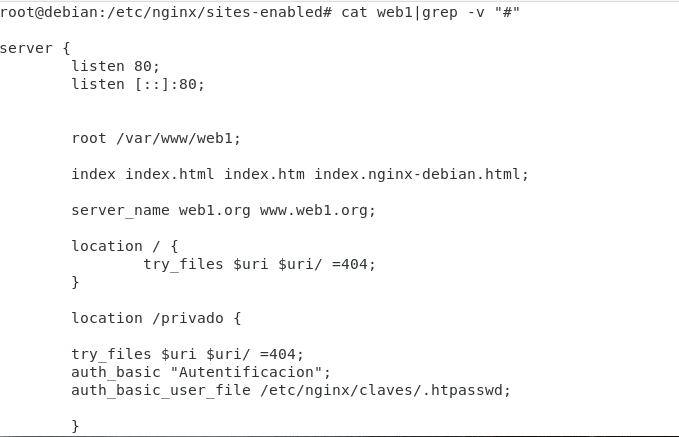 root@debian:/etc/nginx/sites-enabled# cat web1|grep -v "#"
server {
listen 80;
listen [::]:80;
root /var/www/web1;
index index.html index.htm index.nginx-debian.html;
server_name web1.org www.web1.org;
location / {
try_files $uri $uri/ =404;
}
location /privado {
try_files $uri $uri/ =404;
auth_basic "Autentificacion";
auth_basic_user_file /etc/nginx/claves/.htpasswd;
}